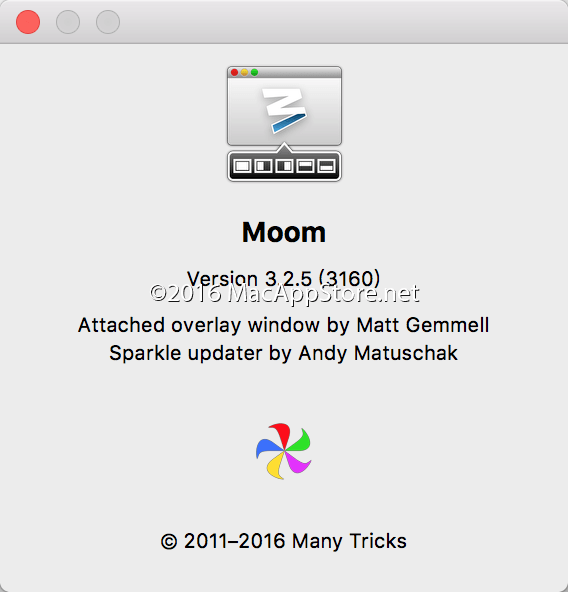 Moom
Version 3.2.5 (3160)
©2016 MacAppStore.net
Attached overlay window by Matt Gemmell
Sparkle updater by Andy Matuschak
© 2011–2016 Many Tricks